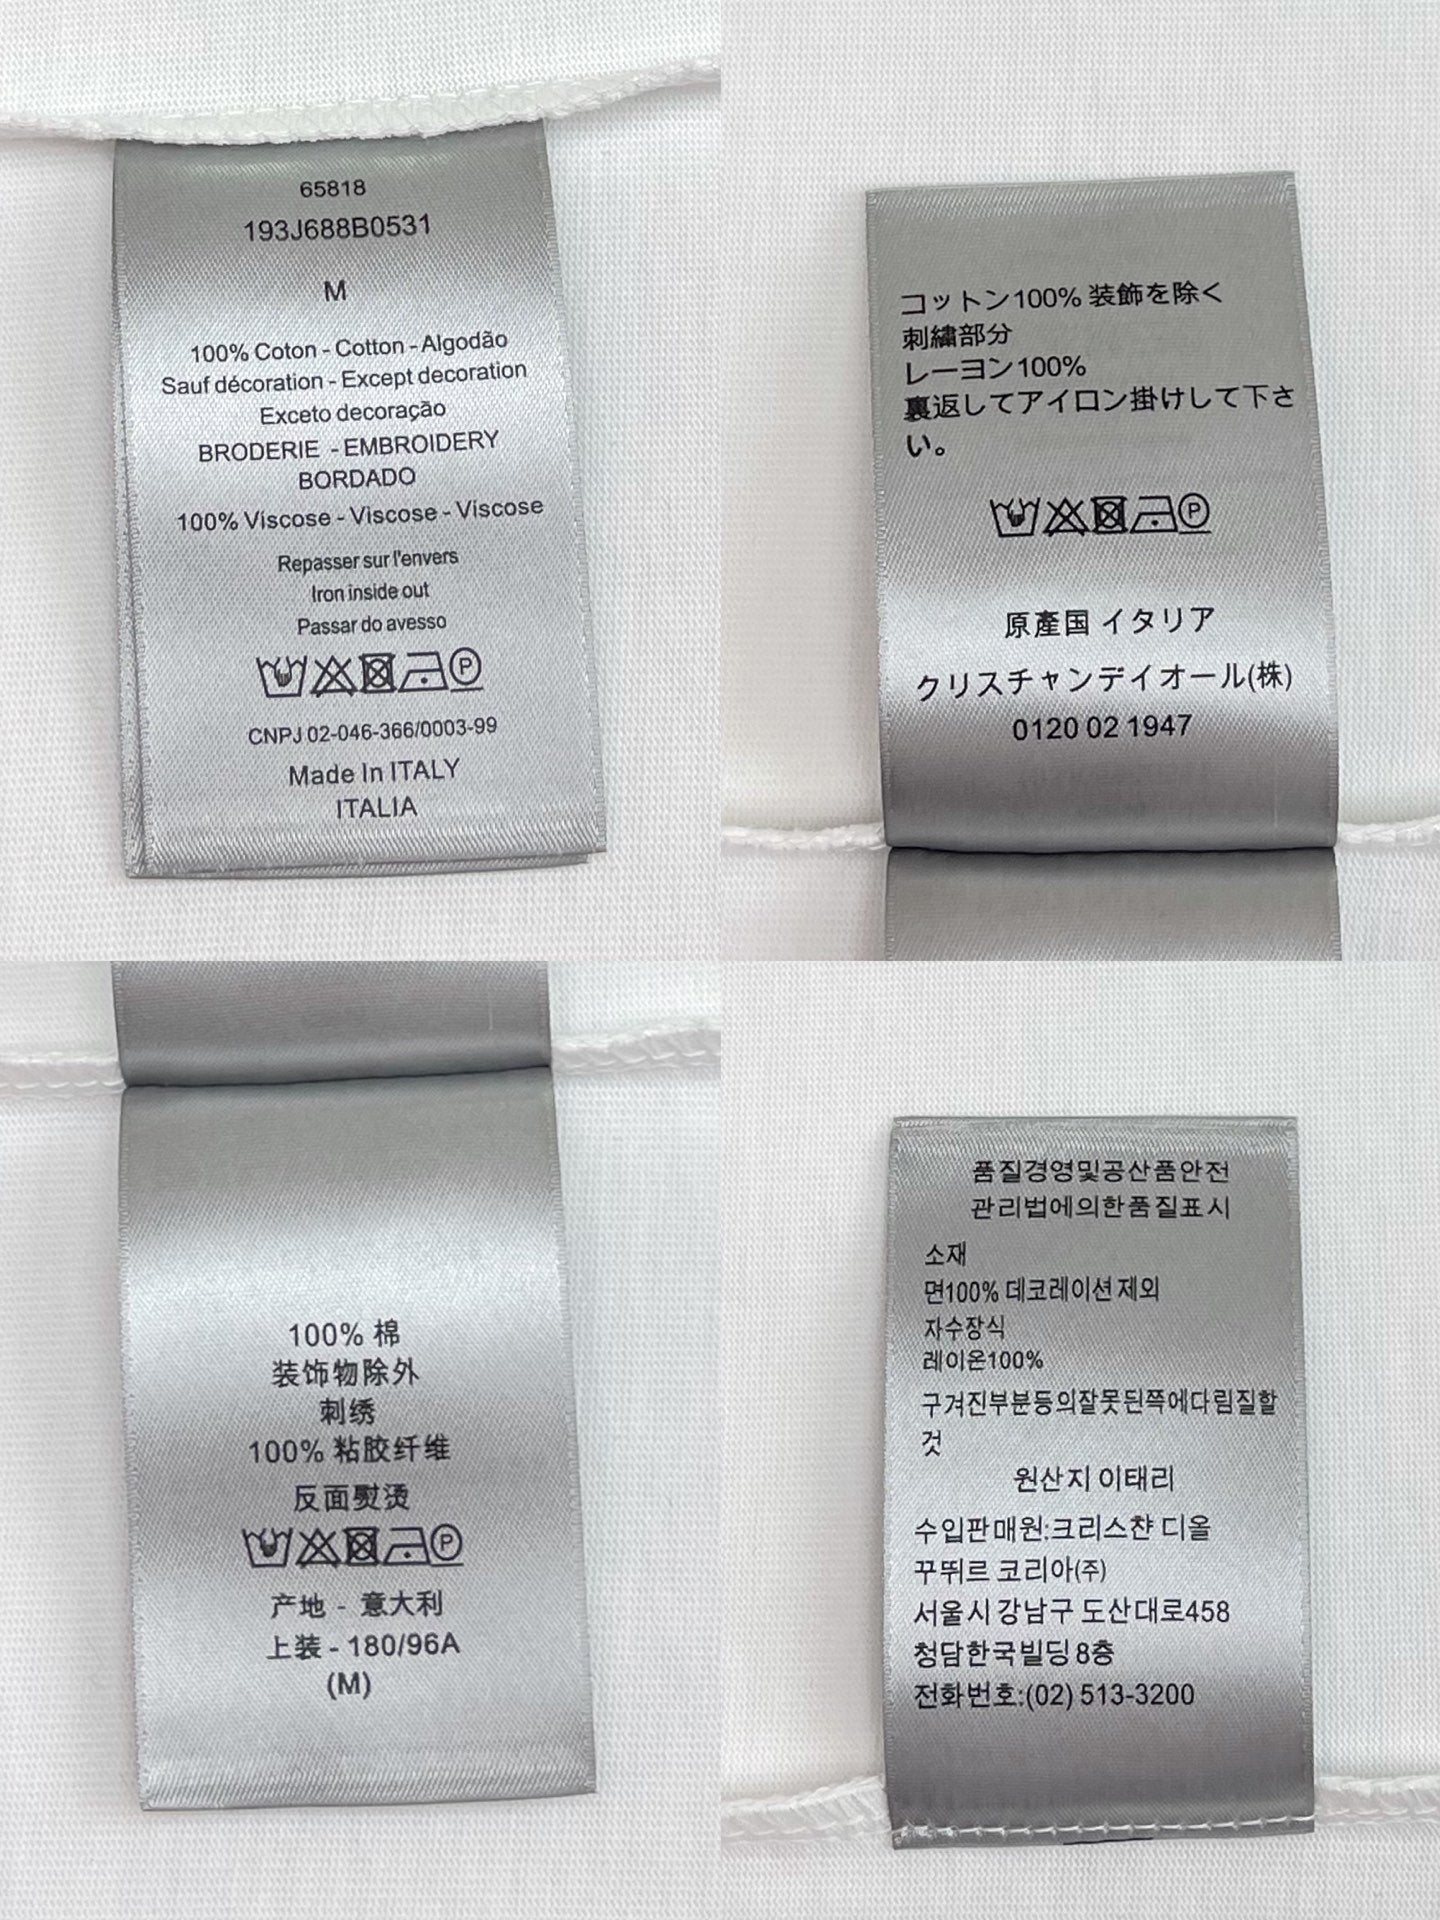 65818
193J688B0531
M
100% Coton - Cotton - Algodão
Sauf décoration - Except decoration
Exceto decoração
BRODERIE - EMBROIDERY
BORDADO
100% Viscose - Viscose - Viscose
Repasser sur l'envers
Iron inside out
Passar do avesso
P
CNPJ 02-046-366/0003-99
Made In ITALY
ITALIA
コットン100% 装飾を除く
刺繍部分
レーヨン100%
裏返してアイロン掛けして下さ
い。
P
原産国 イタリア
クリスチャンデイオール(株)
0120 02 1947
100% 棉
装饰物除外
刺绣
100% 粘胶纤维
反面熨烫
P
产地 - 意大利
上装 - 180/96A
(M)
품질경영및공산품안전
관리법에의한품질표시
소재
면100% 데코레이션 제외
자수장식
레이온100%
구겨진부분등의잘못된쪽에다림질할
것
원산지 이태리
수입판매원:크리스챤 디올
꾸뛰르 코리아(주)
서울시 강남구 도산대로458
청담한국빌딩 8층
전화번호:(02) 513-3200